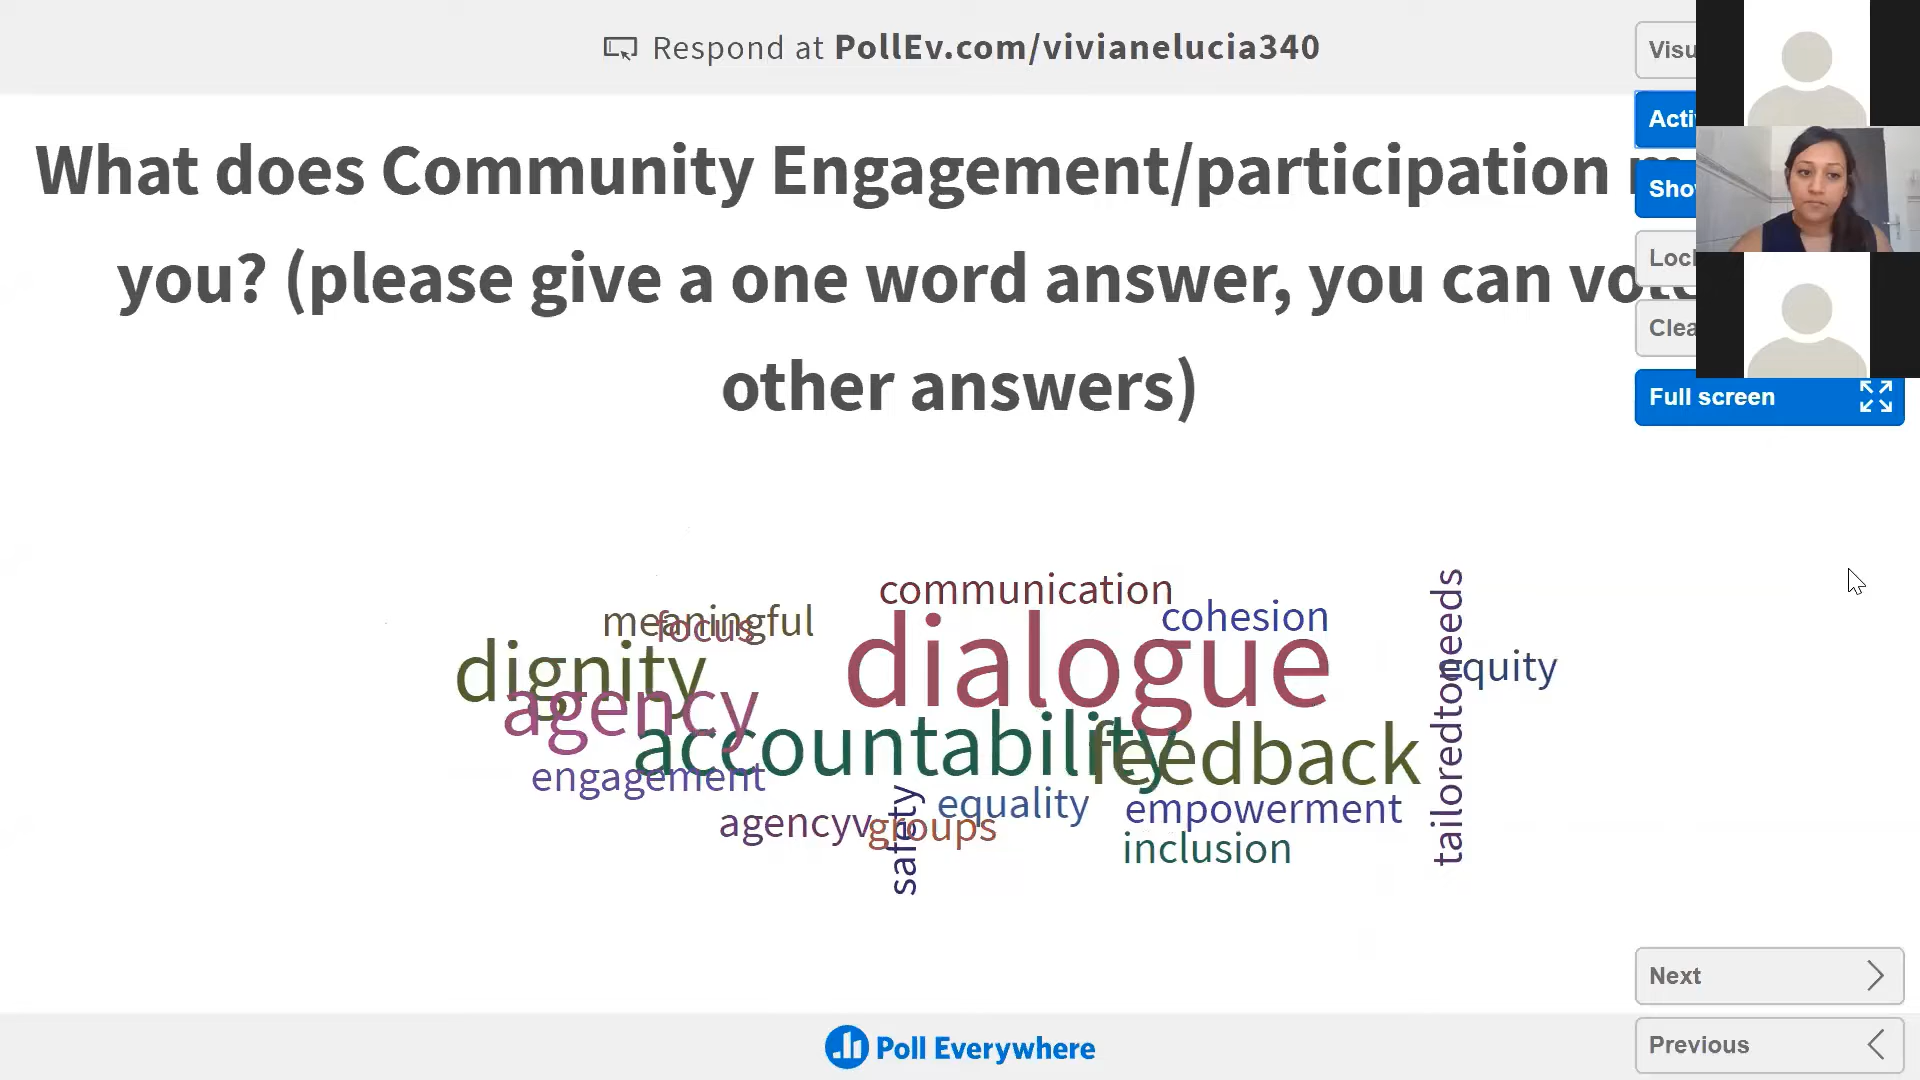 Respond at PollEv.com/vivianelucia340
What does Community Engagement/participation
you? (please give a one word answer, you can vote
other answers)
Visu
Acti
Sho
Loc
Clea
Full screen
communication
meaningful
focus
cohesion
dialogue
dignity
equity
agency
accountability
feedback
tailoredtoneeds
engagement
equality
empowerment
agencyv
groups
safety
inclusion
Next
Previous
Poll Everywhere